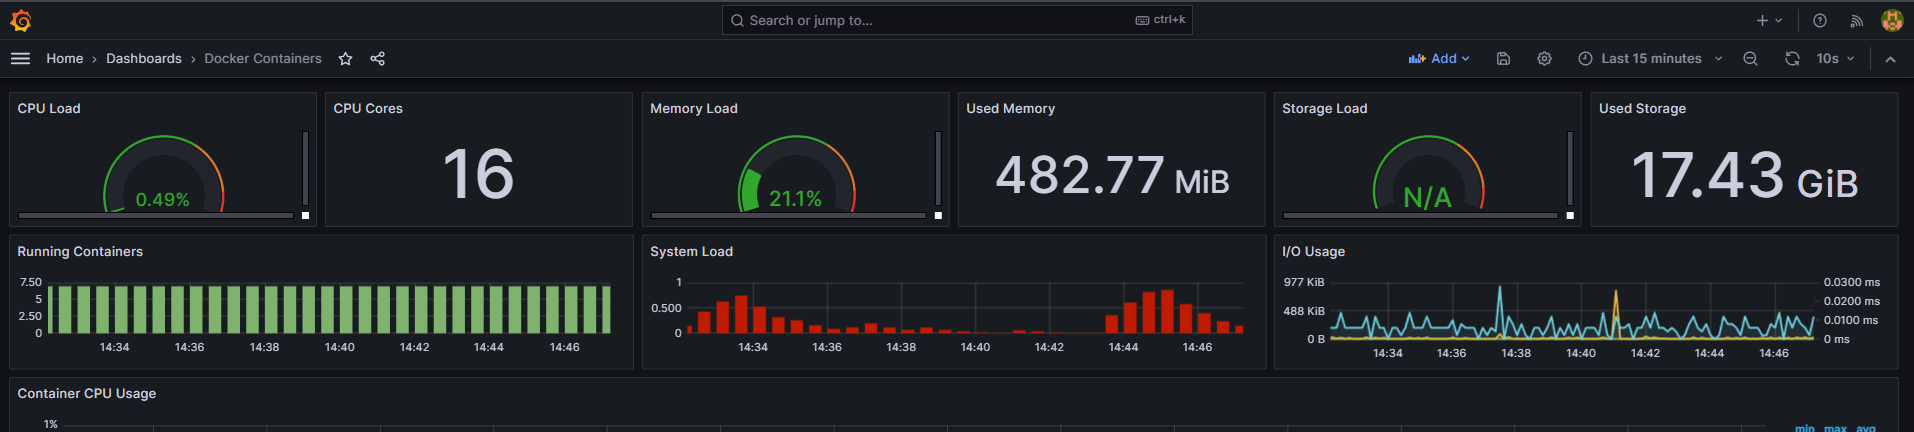 Search or jump to...
ctrl+k
Home › Dashboards › Docker Containers
Add
Last 15 minutes
10s
CPU Load
0.49%
CPU Cores
16
Memory Load
21.1%
Used Memory
482.77 MiB
Storage Load
N/A
Used Storage
17.43 GiB
Running Containers
7.50
5
2.50
0
14:34 14:36 14:38 14:40 14:42 14:44 14:46
System Load
1
0.500
0
14:34 14:36 14:38 14:40 14:42 14:44 14:46
I/O Usage
977 KiB
488 KiB
0 B
0.0300 ms
0.0200 ms
0.0100 ms
0 ms
14:34 14:36 14:38 14:40 14:42 14:44 14:46
Container CPU Usage
1%
min max avg